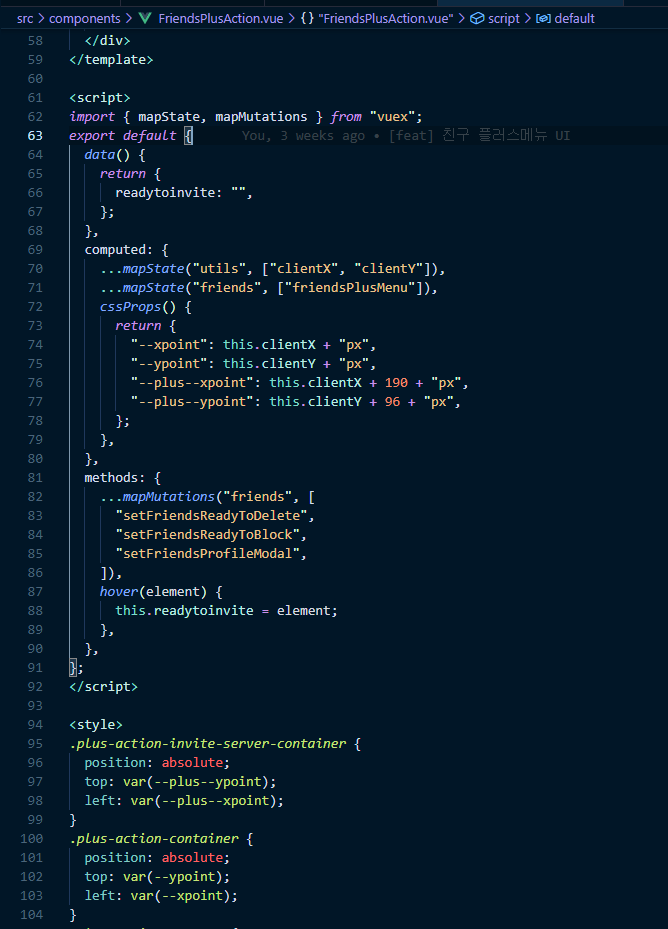 src > components > FriendsPlusAction.vue > {} "FriendsPlusAction.vue" > script > default
58 </div>
59 </template>
60
61 <script>
62 import { mapState, mapMutations } from "vuex";
63 export default { You, 3 weeks ago • [feat] 친구 플러스메뉴 UI
64 data() {
65 return {
66 readytoinvite: "",
67 };
68 },
69 computed: {
70 ...mapState("utils", ["clientX", "clientY"]),
71 ...mapState("friends", ["friendsPlusMenu"]),
72 cssProps() {
73 return {
74 "--xpoint": this.clientX + "px",
75 "--ypoint": this.clientY + "px",
76 "--plus--xpoint": this.clientX + 190 + "px",
77 "--plus--ypoint": this.clientY + 96 + "px",
78 };
79 },
80 },
81 methods: {
82 ...mapMutations("friends", [
83 "setFriendsReadyToDelete",
84 "setFriendsReadyToBlock",
85 "setFriendsProfileModal",
86 ]),
87 hover(element) {
88 this.readytoinvite = element;
89 },
90 },
91 };
92 </script>
93
94 <style>
95 .plus-action-invite-server-container {
96 position: absolute;
97 top: var(--plus--ypoint);
98 left: var(--plus--xpoint);
99 }
100 .plus-action-container {
101 position: absolute;
102 top: var(--ypoint);
103 left: var(--xpoint);
104 }